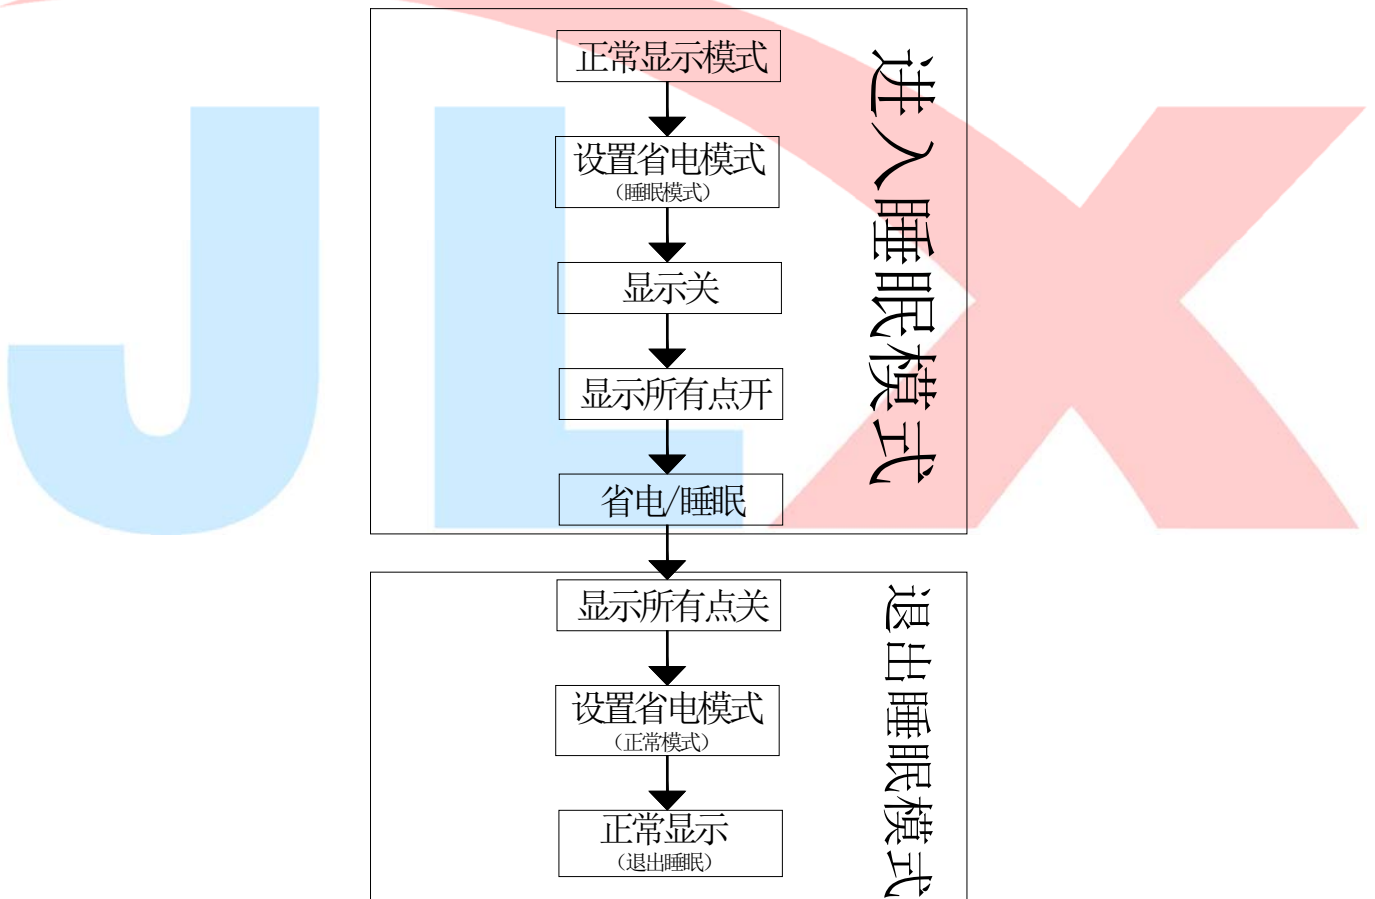 正常显示模式
设置省电模式
（睡眠模式）
显示关
显示所有点开
省电/睡眠
进入睡眠模式
显示所有点关
设置省电模式
（正常模式）
正常显示
（退出睡眠）
退出睡眠模式
JLX